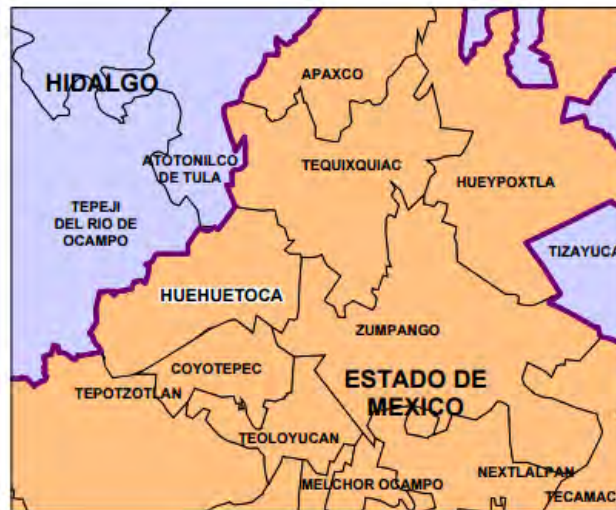 HIDALGO
APAXCO
ATOTONILCO
DE TULA
TEQUIXQUIAC
HUEYPOXTLA
TEPEJI
DEL RIO DE
OCAMPO
TIZAYUCA
HUEHUETOCA
ZUMPANGO
COYOTEPEC
ESTADO DE
MEXICO
TEPOTZOTLAN
TEOLOYUCAN
NEXTLALPAN
MELCHOR OCAMPO
TECAMAC